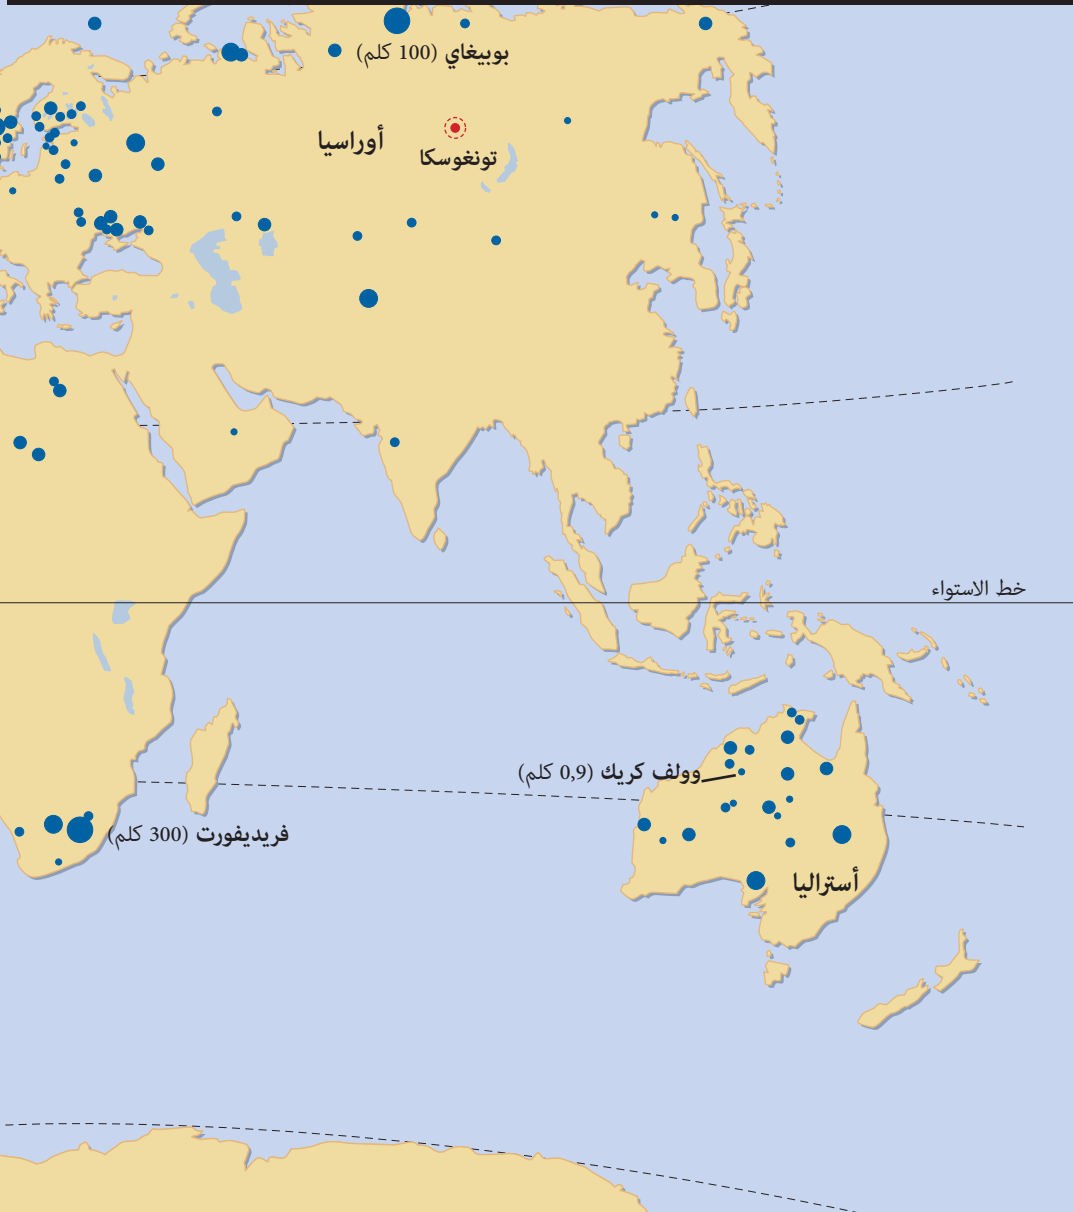 بوبيغاي (100 كلم)
أوراسيا
تونغوسكا
خط الاستواء
وولف كريك (0,9 كلم)
فريديفورت (300 كلم)
أستراليا